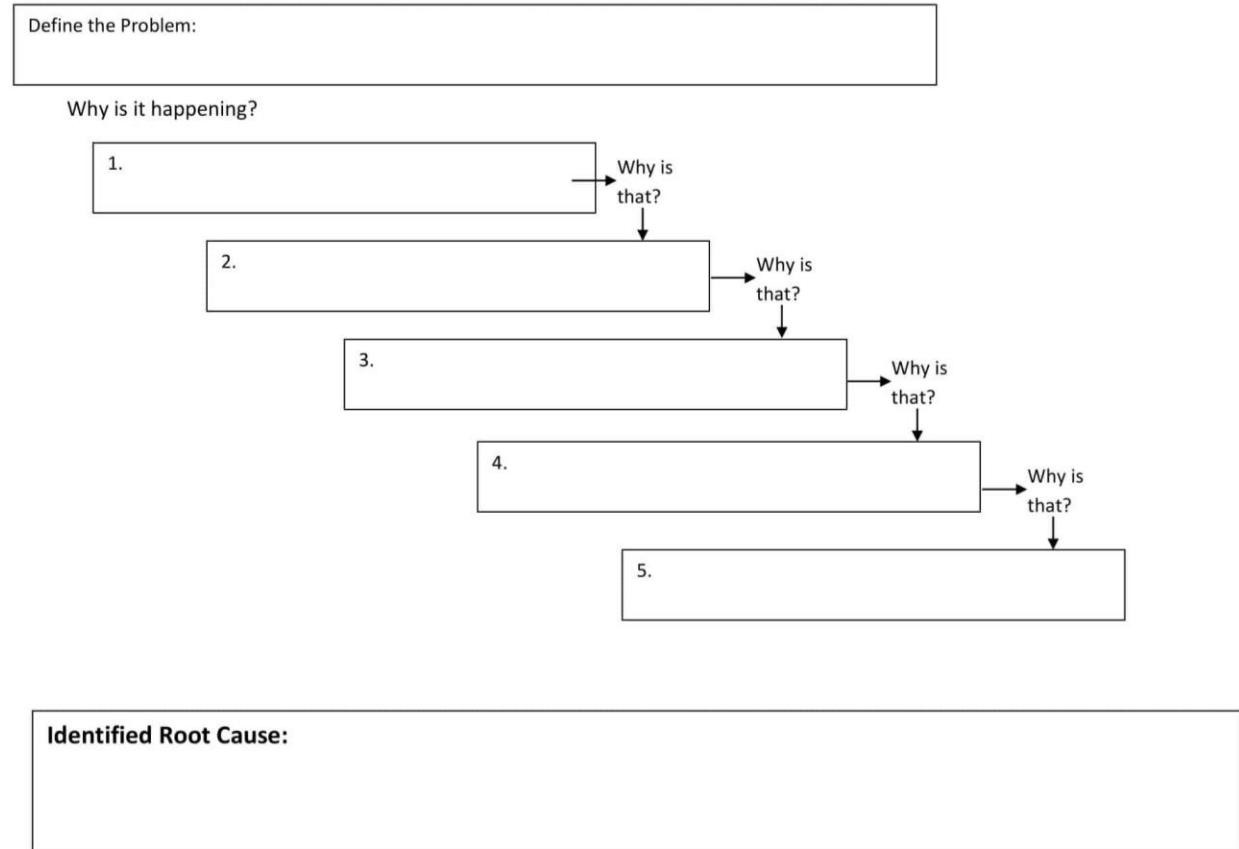 Define the Problem:
Why is it happening?
1.
Why is
that?
2.
Why is
that?
3.
Why is
that?
4.
Why is
that?
5.
Identified Root Cause: